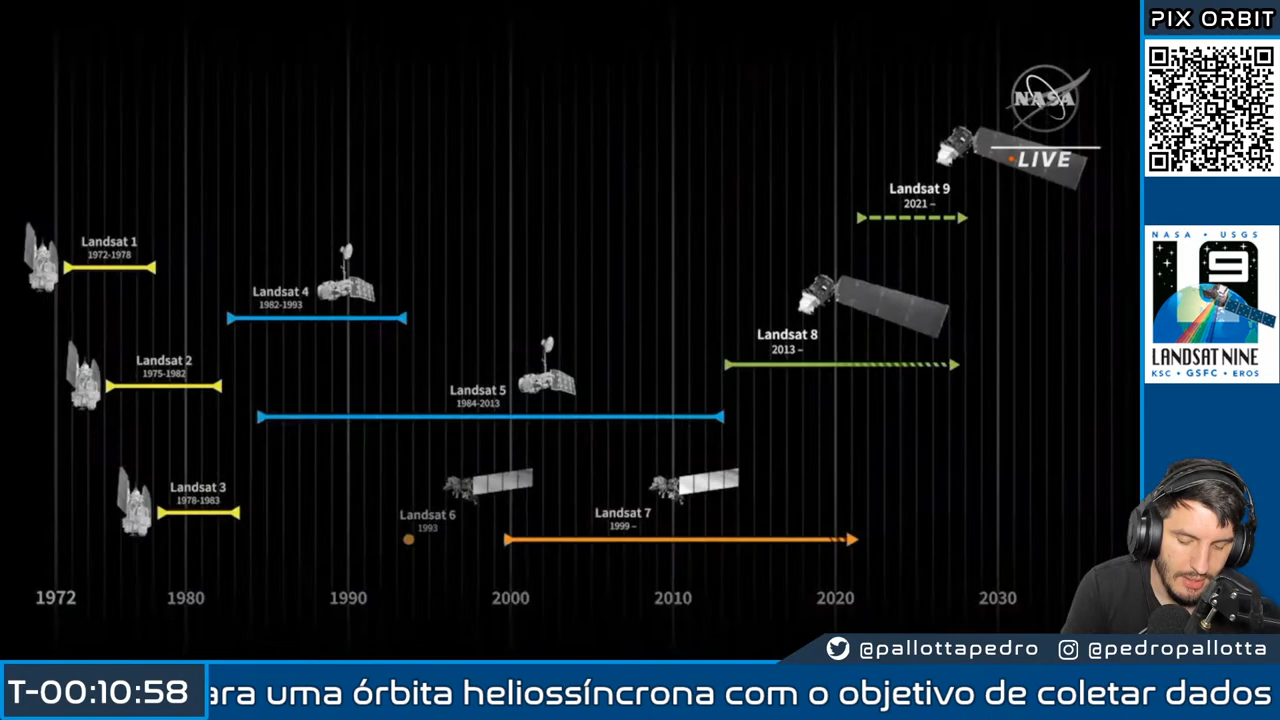 PIX ORBIT
NASA
LIVE
Landsat 9
2021 –
Landsat 1
1972-1978
Landsat 4
1982-1993
Landsat 8
2013 –
Landsat 2
1975-1982
Landsat 5
1984-2013
Landsat 3
1978-1983
Landsat 6
1993
Landsat 7
1999 –
1972 1980 1990 2000 2010 2020 2030
NASA • USGS
L9
LANDSAT NINE
KSC • GSFC • EROS
@pallottapedro @pedropallotta
T-00:10:58
ara uma órbita heliossíncrona com o objetivo de coletar dados